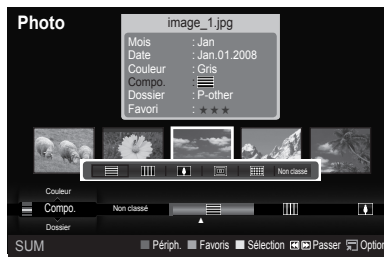 Photo
image_1.jpg
Mois : Jan
Date : Jan.01.2008
Couleur : Gris
Compo. :
Dossier : P-other
Favori : ★★★
Non classé
Couleur
Compo.
Non classé
Dossier
SUM
Périph.
Favoris
Sélection
Passer
Option